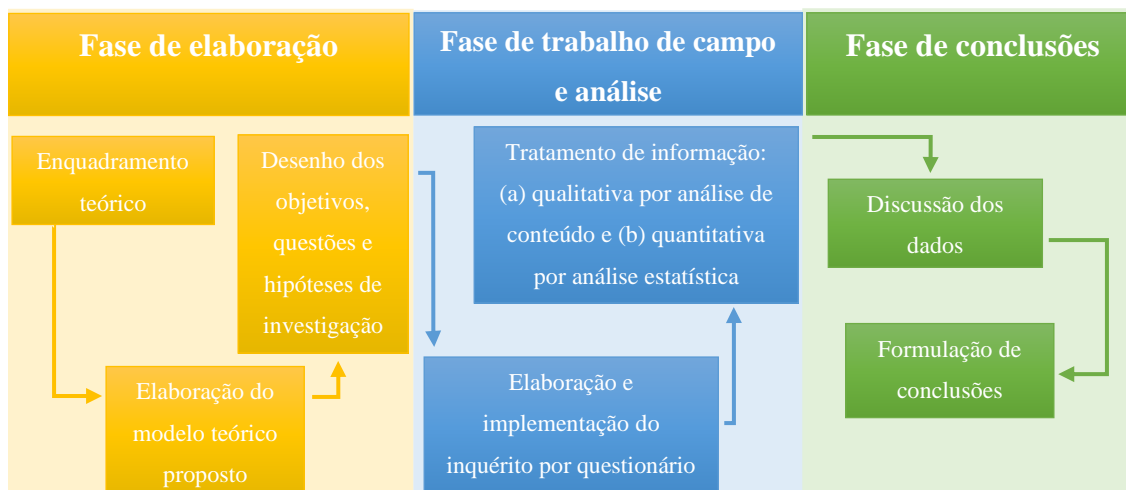 Fase de elaboração
Fase de trabalho de campo
e análise
Fase de conclusões
Enquadramento
teórico
Elaboração do
modelo teórico
proposto
Desenho dos
objetivos,
questões e
hipóteses de
investigação
Elaboração e
implementação do
inquérito por questionário
Tratamento de informação:
(a) qualitativa por análise de
conteúdo e (b) quantitativa
por análise estatística
Discussão dos
dados
Formulação de
conclusões